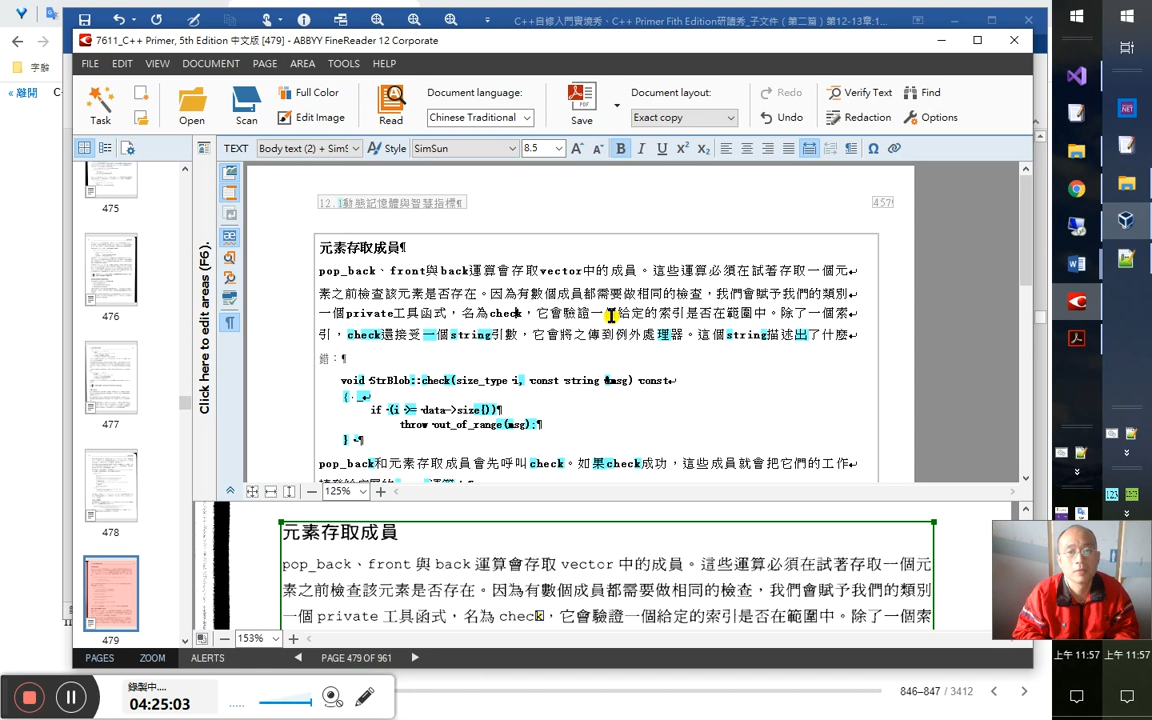 C++自修入門實境秀、C++ Primer Fith Edition研讀秀_子文件（第二篇）第12-13章:1...
7611_C++ Primer, 5th Edition 中文版 [479] - ABBYY FineReader 12 Corporate
字齡
« 離開
FILE EDIT VIEW DOCUMENT PAGE AREA TOOLS HELP
Task Open Scan Full Color Edit Image Read
Document language: Chinese Traditional
Save
Document layout: Exact copy
Redo Undo Verify Text Redaction Find Options
TEXT Body text (2) + SimS Style SimSun 8.5
475
476
477
478
479
Click here to edit areas (F6).
12.1動態記憶體與智慧指標¶ 457¶
元素存取成員¶
pop_back、front與back運算會存取vector中的成員。這些運算必須在試著存取一個元
素之前檢查該元素是否存在。因為有數個成員都需要做相同的檢查，我們會賦予我們的類別
一個private工具函式，名為check，它會驗證一個給定的索引是否在範圍中。除了一個索
引，check還接受一個string引數，它會將之傳到例外處理器。這個string描述出了什麼
錯：¶
void StrBlob::check(size_type i, const string &msg) const
{
if (i >= data->size{))¶
throw out_of_range(msg);¶
} ¶
pop_back和元素存取成員會先呼叫check。如果check成功，這些成員就會把它們的工作
125%
元素存取成員
pop_back、front 與 back 運算會存取 vector 中的成員。這些運算必須在試著存取一個元
素之前檢查該元素是否存在。因為有數個成員都需要做相同的檢查，我們會賦予我們的類別
一個 private 工具函式，名為 check，它會驗證一個給定的索引是否在範圍中。除了一個索
153%
PAGES ZOOM ALERTS PAGE 479 OF 961
錄製中....
04:25:03
846–847 / 3412
上午 11:57 上午 11:57